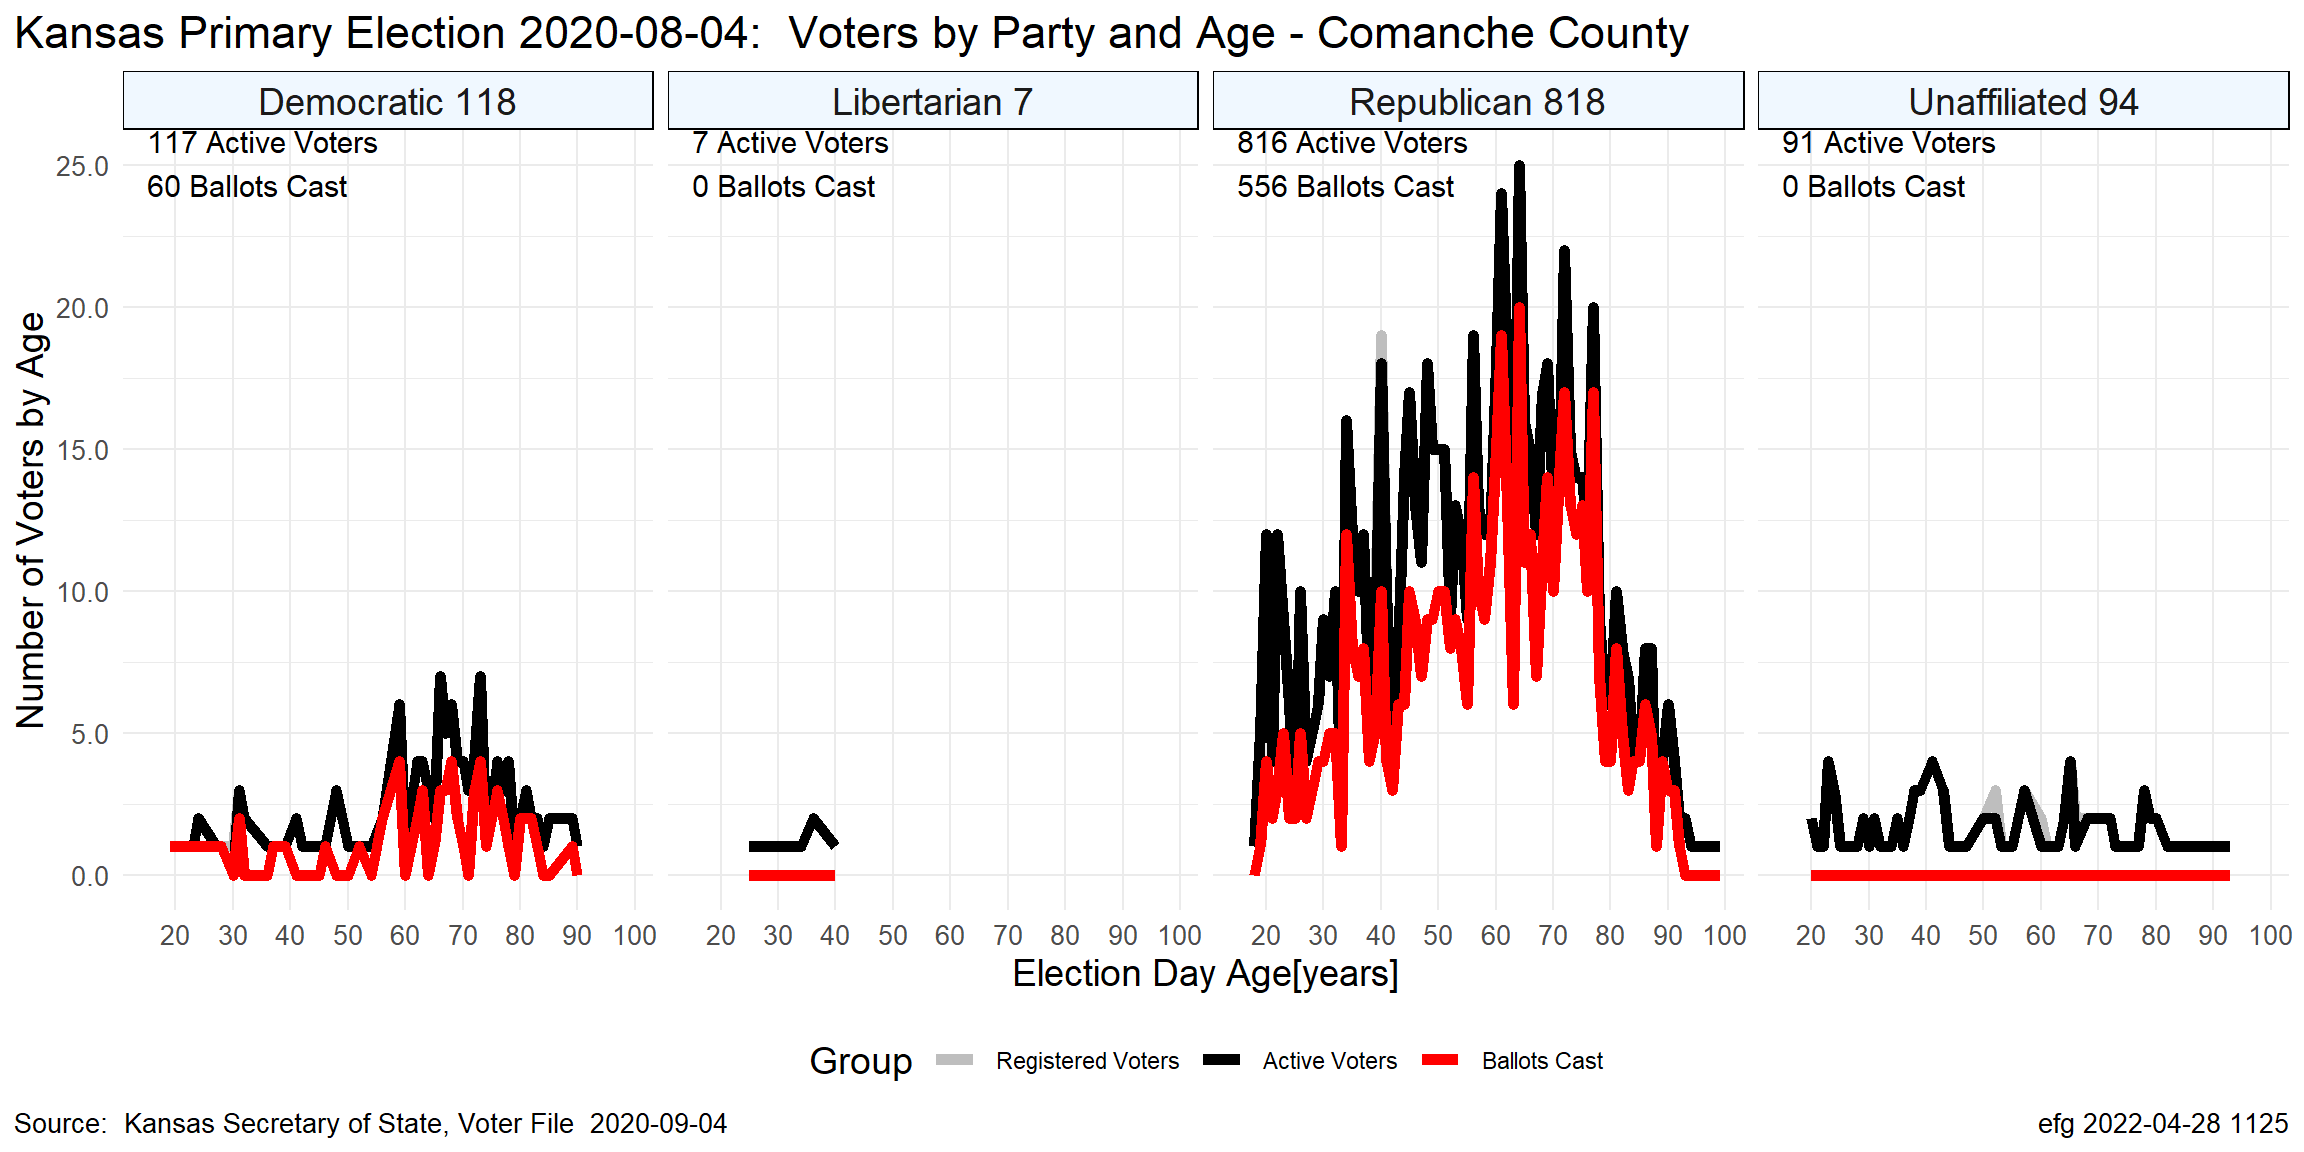 Kansas Primary Election 2020-08-04:  Voters by Party and Age - Comanche County
Democratic 118
Libertarian 7
Republican 818
Unaffiliated 94
117 Active Voters
60 Ballots Cast
7 Active Voters
0 Ballots Cast
816 Active Voters
556 Ballots Cast
91 Active Voters
0 Ballots Cast
Number of Voters by Age
25.0
20.0
15.0
10.0
5.0
0.0
20 30 40 50 60 70 80 90 100
20 30 40 50 60 70 80 90 100
20 30 40 50 60 70 80 90 100
20 30 40 50 60 70 80 90 100
Election Day Age[years]
Group Registered Voters Active Voters Ballots Cast
Source:  Kansas Secretary of State, Voter File  2020-09-04
efg 2022-04-28 1125